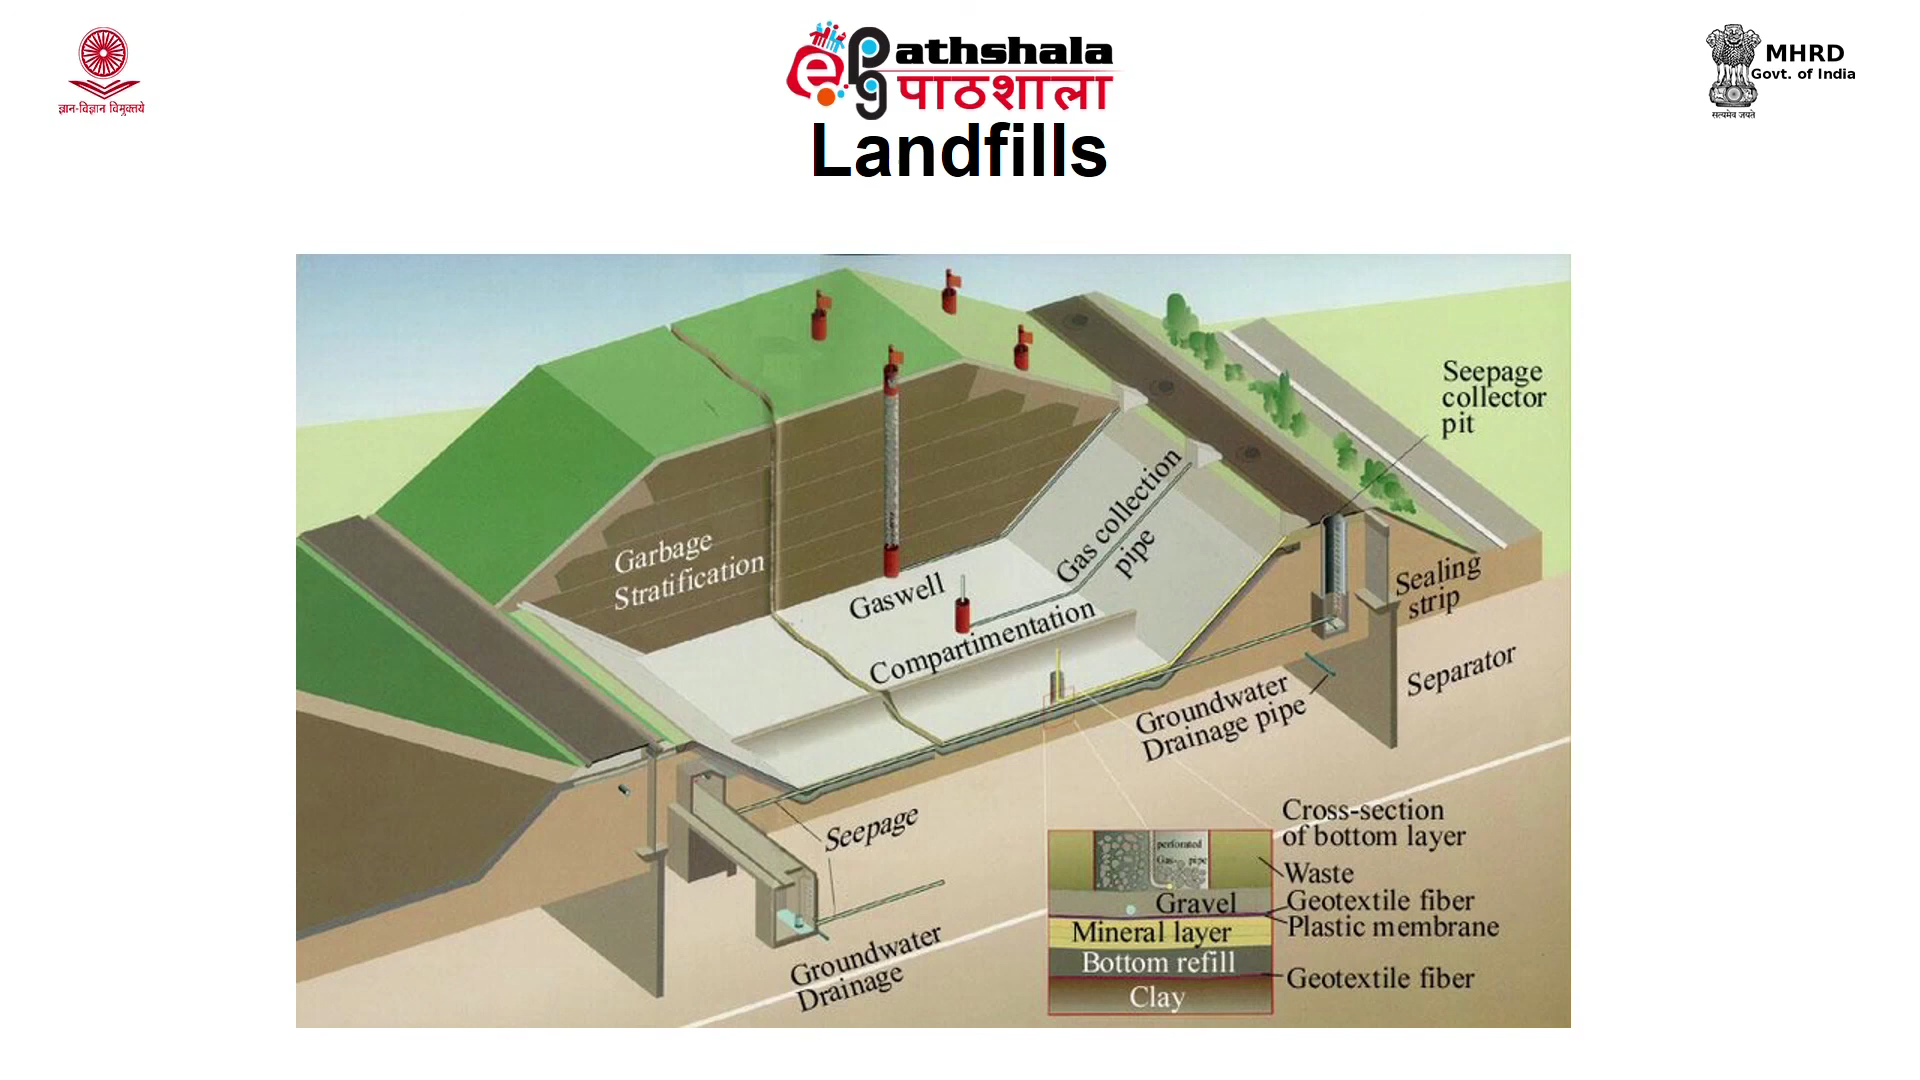 ज्ञान-विज्ञान विमुक्तये
athshala
पाठशाला
MHRD
Govt. of India
सत्यमेव जयते
Landfills
Seepage
collector
pit
Garbage
Stratification
Gas collection
pipe
Gaswell
Compartimentation
Sealing
strip
Separator
Groundwater
Drainage pipe
Seepage
Groundwater
Drainage
Cross-section
of bottom layer
perforated
Gas- pipe
Waste
Gravel
Geotextile fiber
Plastic membrane
Mineral layer
Bottom refill
Geotextile fiber
Clay